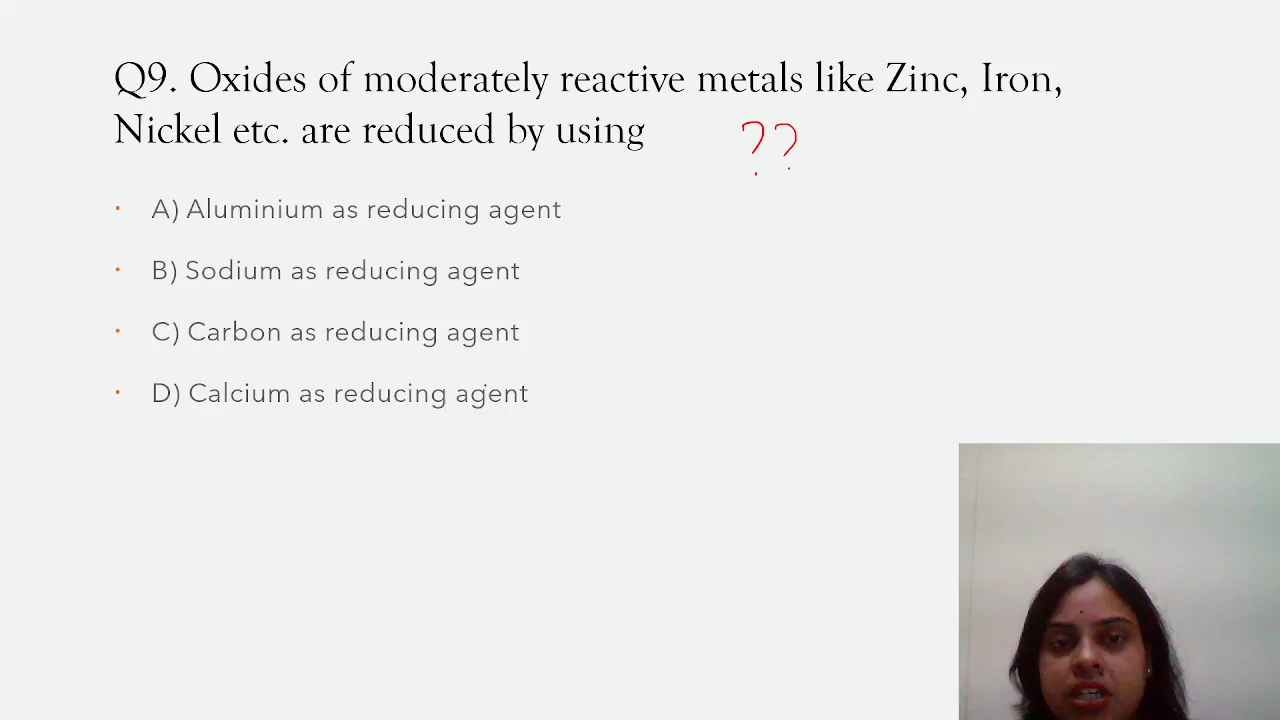 Q9. Oxides of moderately reactive metals like Zinc, Iron,
Nickel etc. are reduced by using ??
• A) Aluminium as reducing agent
• B) Sodium as reducing agent
• C) Carbon as reducing agent
• D) Calcium as reducing agent